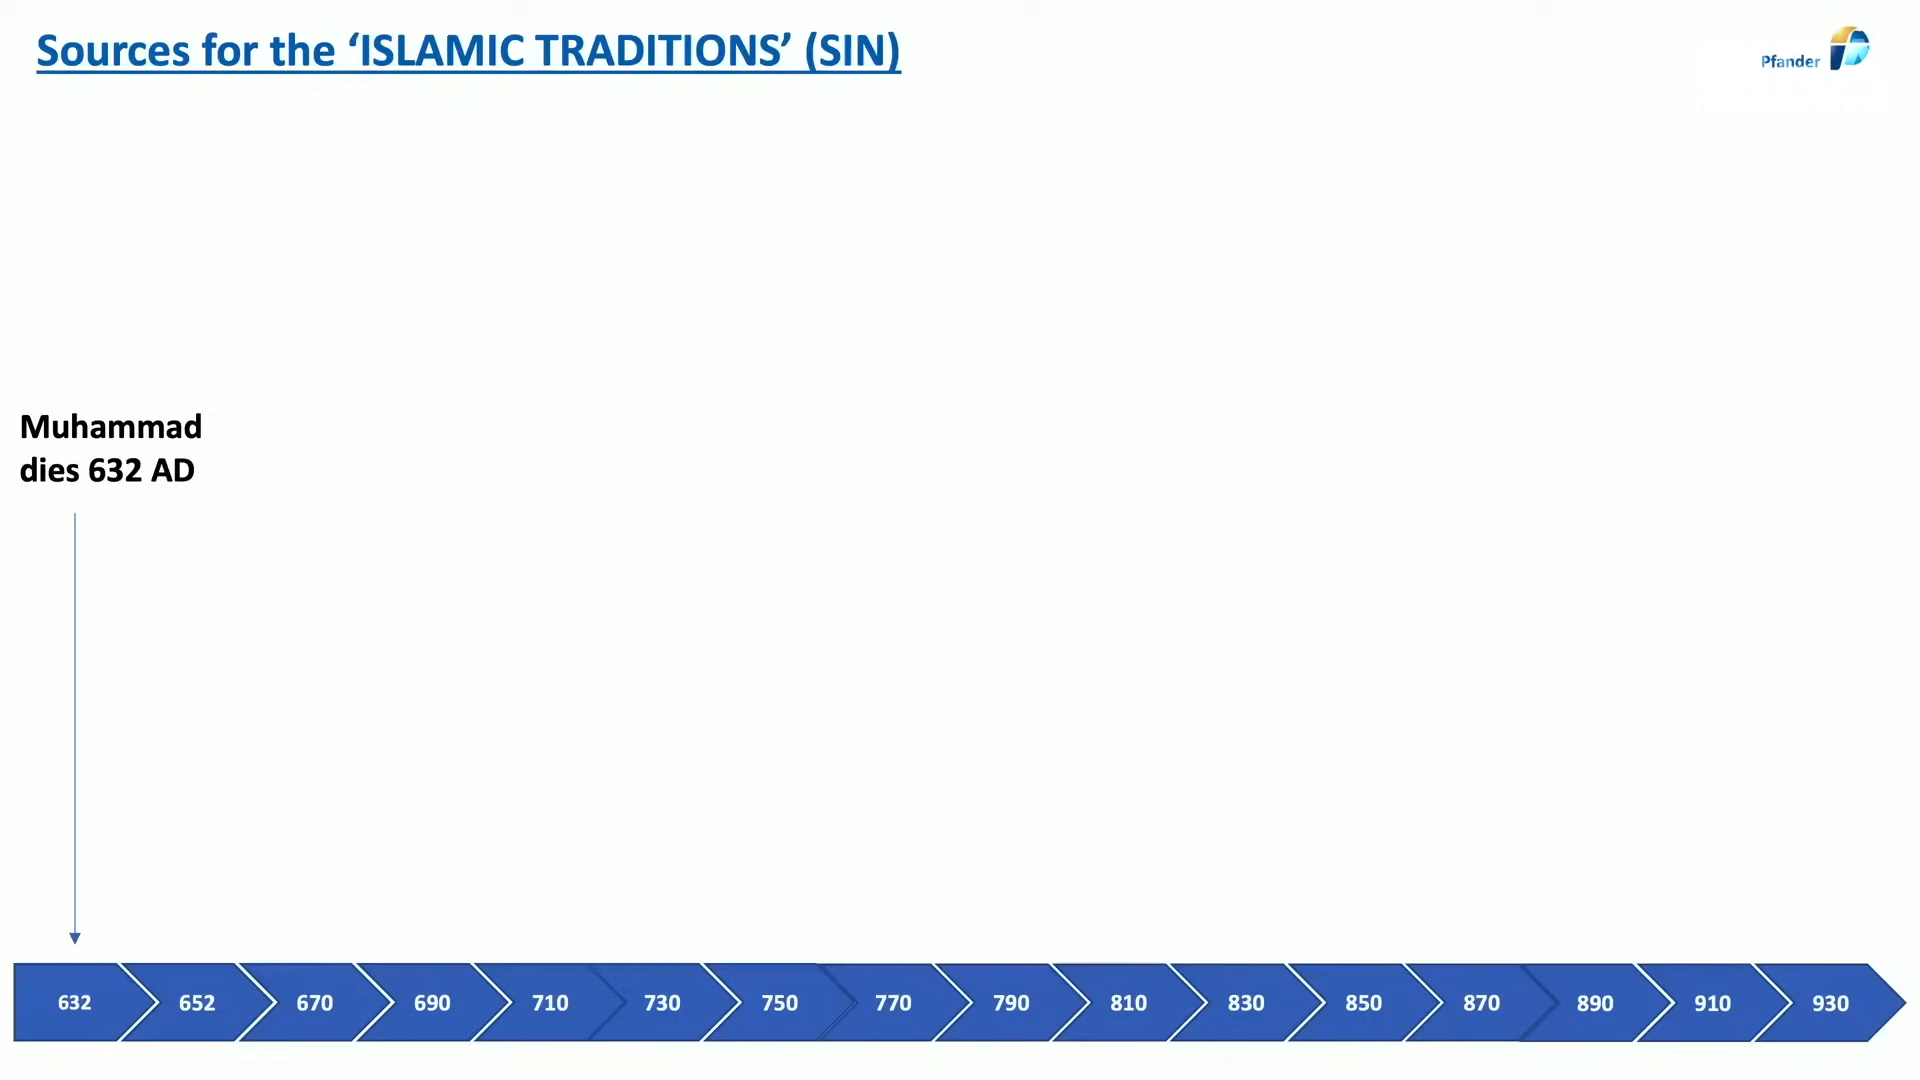 Sources for the ‘ISLAMIC TRADITIONS’ (SIN)
Pfander
Muhammad
dies 632 AD
632 652 670 690 710 730 750 770 790 810 830 850 870 890 910 930